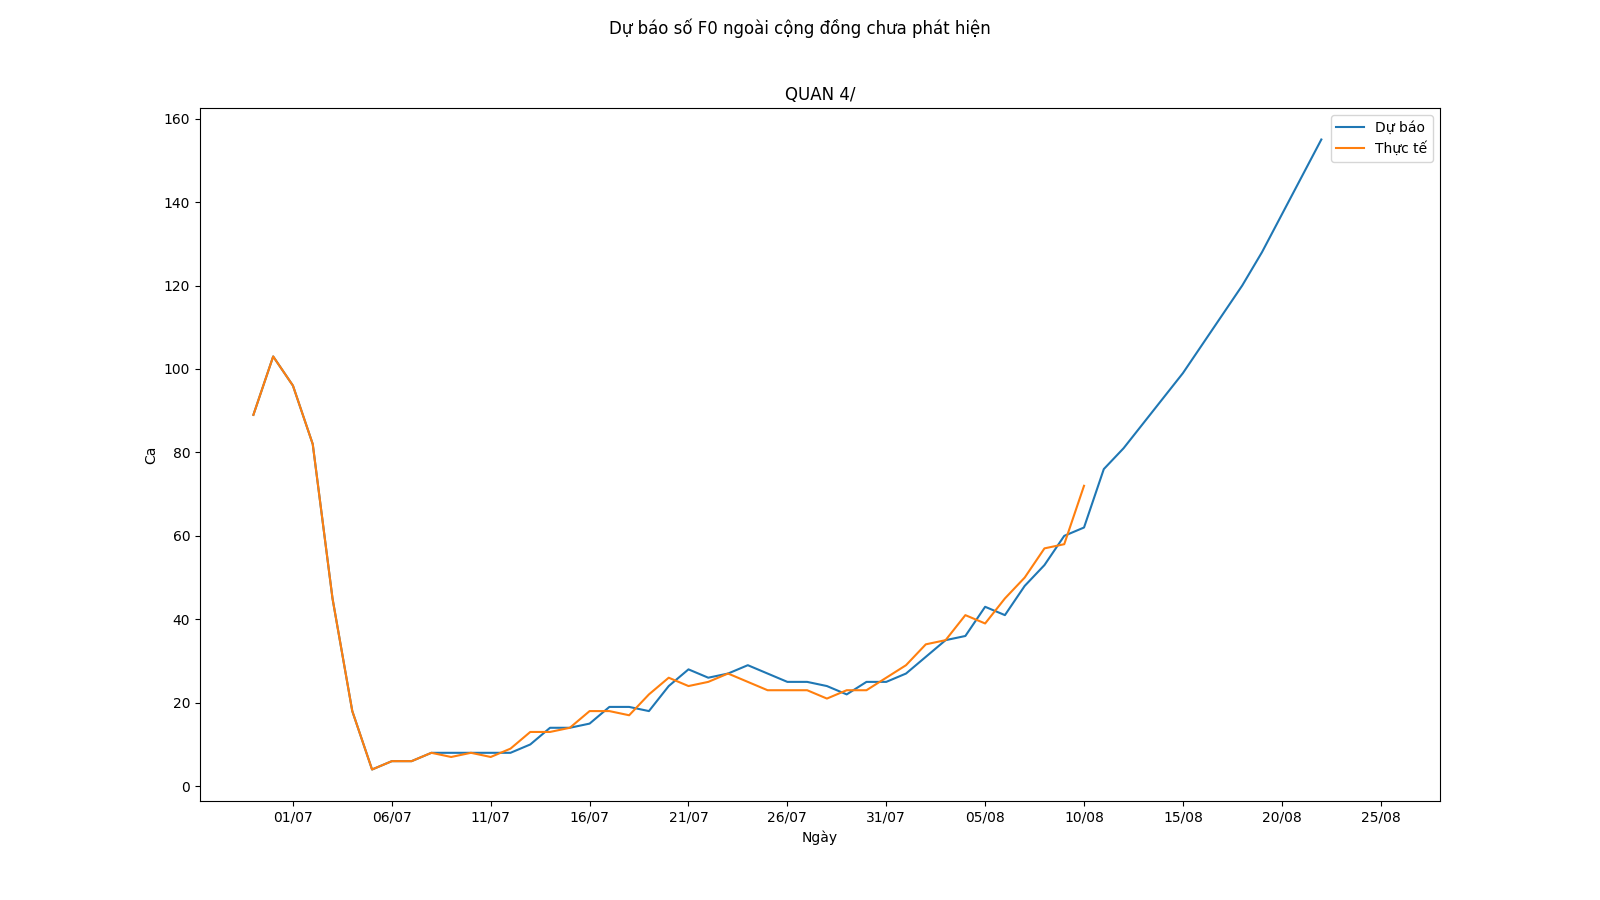 Dự báo số F0 ngoài cộng đồng chưa phát hiện
QUAN 4/
Dự báo
Thực tế
160
140
120
100
80
60
40
20
0
Ca
01/07 06/07 11/07 16/07 21/07 26/07 31/07 05/08 10/08 15/08 20/08 25/08
Ngày